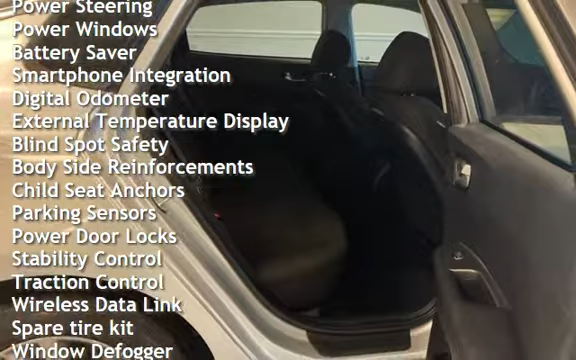 Power Steering
Power Windows
Battery Saver
Smartphone Integration
Digital Odometer
External Temperature Display
Blind Spot Safety
Body Side Reinforcements
Child Seat Anchors
Parking Sensors
Power Door Locks
Stability Control
Traction Control
Wireless Data Link
Spare tire kit
Window Defogger